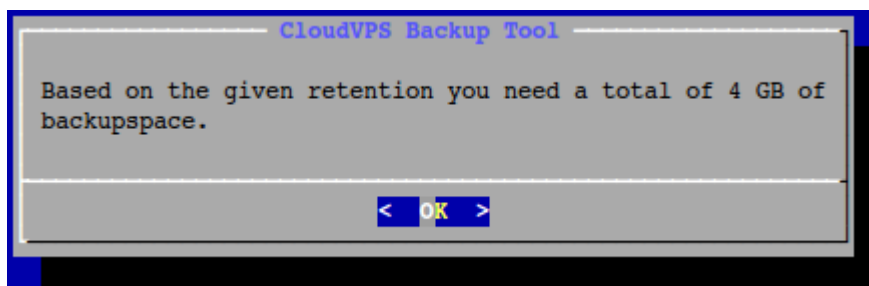 CloudVPS Backup Tool
Based on the given retention you need a total of 4 GB of
backupspace.
< OK >